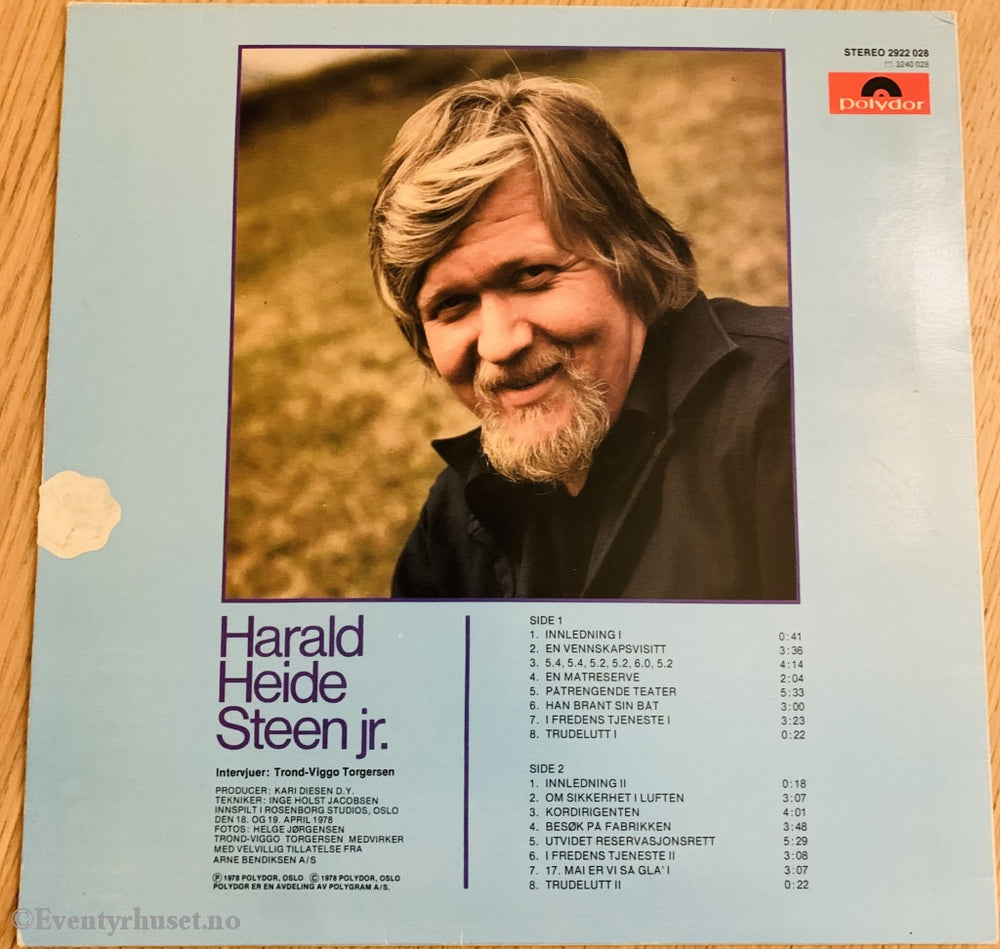 STEREO 2922 028
3240 028
polydor
Harald
Heide
Steen jr.
Intervjuer: Trond-Viggo Torgersen
PRODUCER: KARI DIESEN D.Y.
TEKNIKER: INGE HOLST JACOBSEN
INNSPILT I ROSENBORG STUDIOS, OSLO
DEN 18. OG 19. APRIL 1978
FOTOS: HELGE JØRGENSEN
TROND-VIGGO TORGERSEN MEDVIRKER
MED VELVILLIG TILLATELSE FRA
ARNE BENDIKSEN A/S
Ⓟ 1978 POLYDOR, OSLO © 1978 POLYDOR, OSLO
POLYDOR ER EN AVDELING AV POLYGRAM A/S.
SIDE 1
1. INNLEDNING I 0:41
2. EN VENNSKAPSVISITT 3:36
3. 5.4, 5.4, 5.2, 5.2, 6.0, 5.2 4:14
4. EN MATRESERVE 2:04
5. PÅTRENGENDE TEATER 5:33
6. HAN BRANT SIN BÅT 3:00
7. I FREDENS TJENESTE I 3:23
8. TRUDELUTT I 0:22
SIDE 2
1. INNLEDNING II 0:18
2. OM SIKKERHET I LUFTEN 3:07
3. KORDIRIGENTEN 4:01
4. BESØK PÅ FABRIKKEN 3:48
5. UTVIDET RESERVASJONSRETT 5:29
6. I FREDENS TJENESTE II 3:08
7. 17. MAI ER VI SÅ GLA' I 3:07
8. TRUDELUTT II 0:22
©Eventyrhuset.no